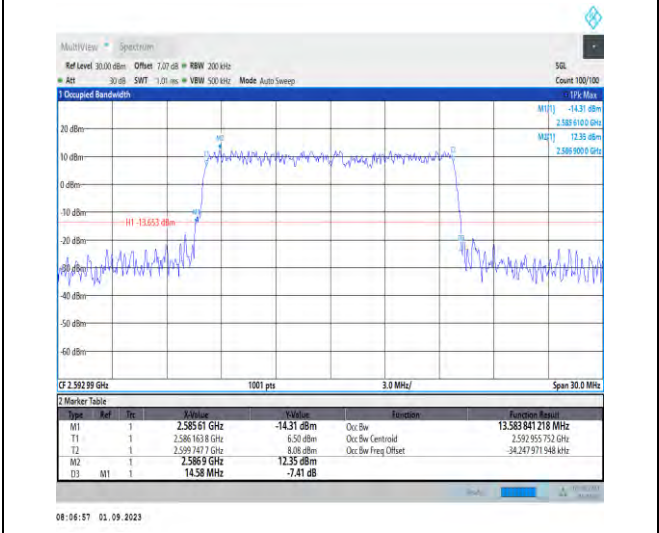 MultiView Spectrum
Ref Level 30.00 dBm Offset 7.07 dB RBW 200 kHz SGL
Att 30 dB SWT 1.01 ms VBW 500 kHz Mode Auto Sweep Count 100/100
1 Occupied Bandwidth 1Pk Max
M1[1] -14.31 dBm
2.585 610 0 GHz
M2[1] 12.35 dBm
2.586 900 0 GHz
20 dBm
M2
10 dBm
0 dBm
-10 dBm
H1 -13.653 dBm
-20 dBm
-30 dBm
-40 dBm
-50 dBm
-60 dBm
CF 2.592 99 GHz 1001 pts 3.0 MHz/ Span 30.0 MHz
2 Marker Table
Type Ref Trc X-Value Y-Value Function Function Result
M1 1 2.585 61 GHz -14.31 dBm Occ Bw 13.583 841 218 MHz
T1 1 2.586 163 8 GHz 6.50 dBm Occ Bw Centroid 2.592 955 752 GHz
T2 1 2.599 747 7 GHz 8.08 dBm Occ Bw Freq Offset -34.247 971 948 kHz
M2 1 2.586 9 GHz 12.35 dBm
D3 M1 1 14.58 MHz -7.41 dB
08:06:57 01.09.2023